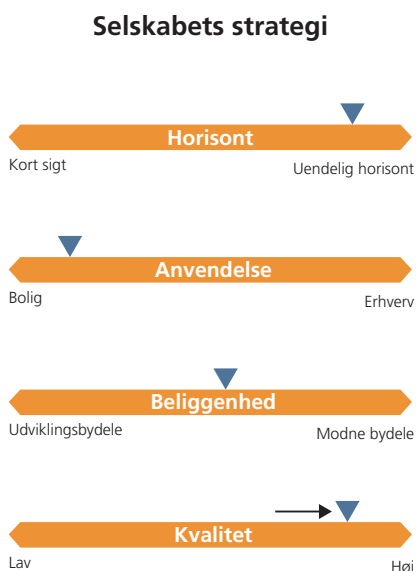 Selskabets strategi
Horisont
Kort sigt
Uendelig horisont
Anvendelse
Bolig
Erhverv
Beliggenhed
Udviklingsbydele
Modne bydele
Kvalitet
Lav
Høj